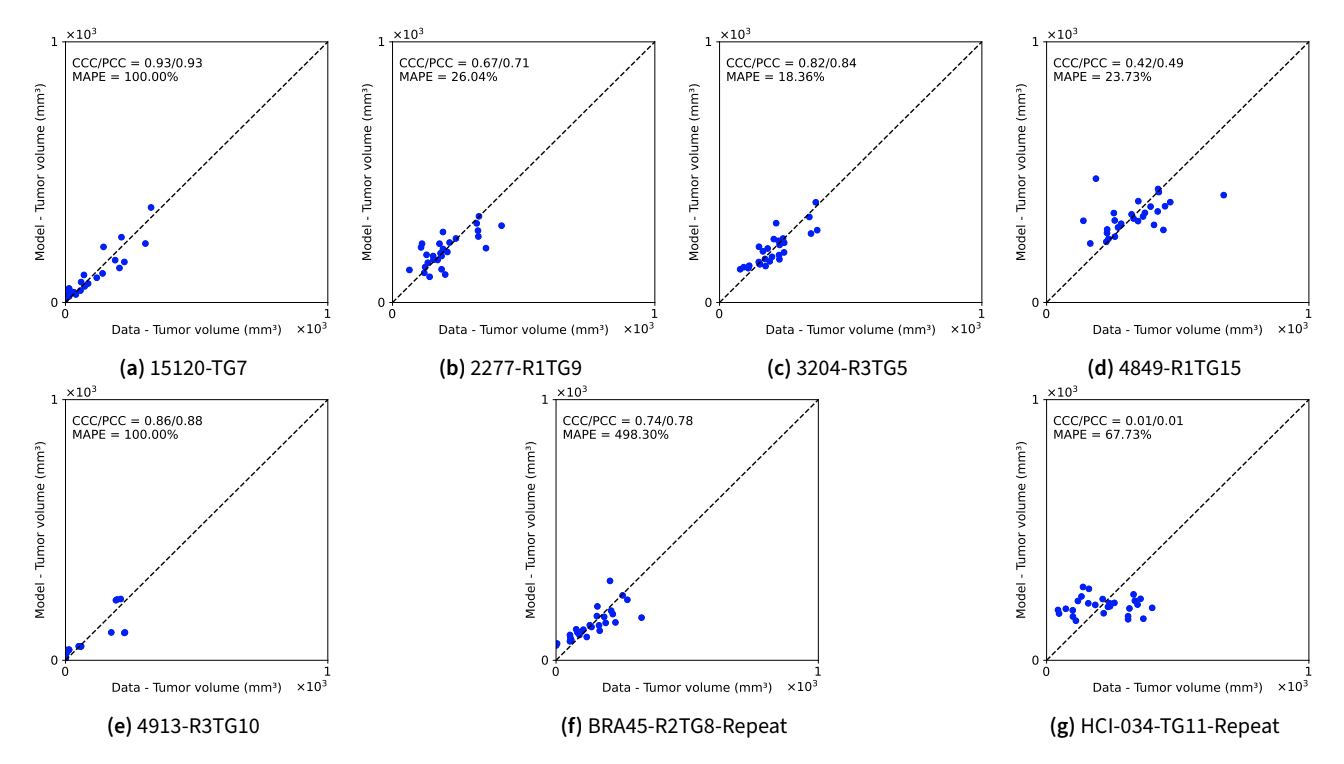 ×10³
1
CCC/PCC = 0.93/0.93
MAPE = 100.00%
Model - Tumor volume (mm³)
0
0
Data - Tumor volume (mm³)
×10³
1
(a) 15120-TG7
×10³
1
CCC/PCC = 0.67/0.71
MAPE = 26.04%
Model - Tumor volume (mm³)
0
0
Data - Tumor volume (mm³)
×10³
1
(b) 2277-R1TG9
×10³
1
CCC/PCC = 0.82/0.84
MAPE = 18.36%
Model - Tumor volume (mm³)
0
0
Data - Tumor volume (mm³)
×10³
1
(c) 3204-R3TG5
×10³
1
CCC/PCC = 0.42/0.49
MAPE = 23.73%
Model - Tumor volume (mm³)
0
0
Data - Tumor volume (mm³)
×10³
1
(d) 4849-R1TG15
×10³
1
CCC/PCC = 0.86/0.88
MAPE = 100.00%
Model - Tumor volume (mm³)
0
0
Data - Tumor volume (mm³)
×10³
1
(e) 4913-R3TG10
×10³
1
CCC/PCC = 0.74/0.78
MAPE = 498.30%
Model - Tumor volume (mm³)
0
0
Data - Tumor volume (mm³)
×10³
1
(f) BRA45-R2TG8-Repeat
×10³
1
CCC/PCC = 0.01/0.01
MAPE = 67.73%
Model - Tumor volume (mm³)
0
0
Data - Tumor volume (mm³)
×10³
1
(g) HCI-034-TG11-Repeat